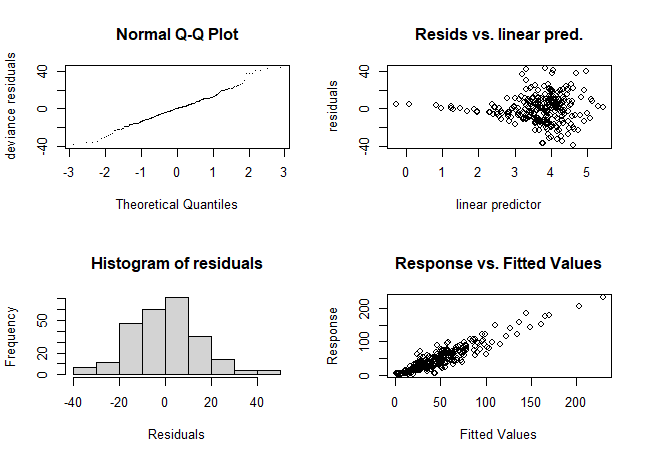 Normal Q-Q Plot
deviance residuals
-40 0 40
-3 -2 -1 0 1 2 3
Theoretical Quantiles
Resids vs. linear pred.
residuals
-40 0 40
0 1 2 3 4 5
linear predictor
Histogram of residuals
Frequency
0 20 50
-40 -20 0 20 40
Residuals
Response vs. Fitted Values
Response
0 100 200
0 50 100 150 200
Fitted Values